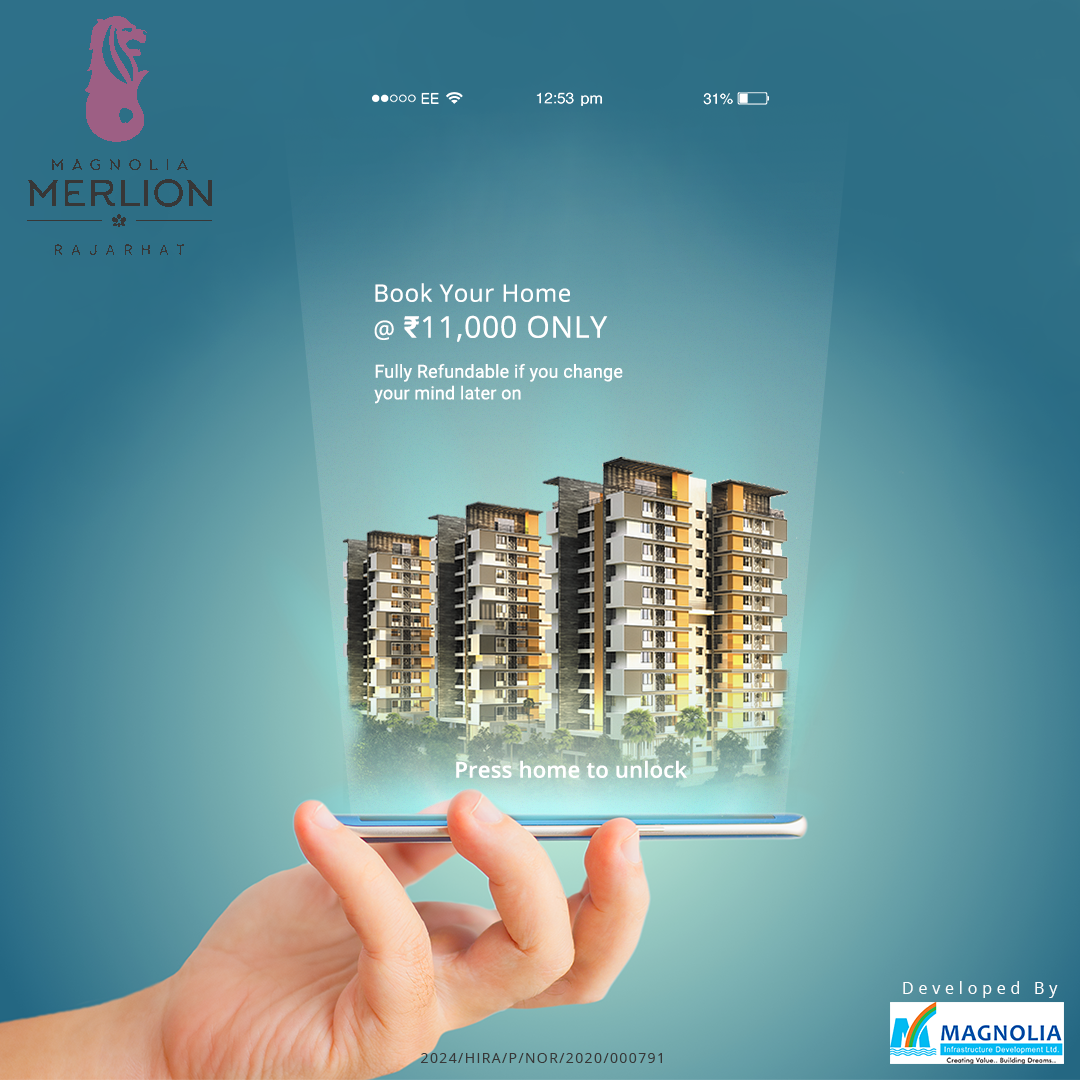 EE 12:53 pm 31%
MAGNOLIA
MERLION
RAJARHAT
Book Your Home
@ ₹11,000 ONLY
Fully Refundable if you change
your mind later on
Press home to unlock
Developed By
MAGNOLIA
Infrastructure Development Ltd.
Creating Value.. Building Dreams..
2024/HIRA/P/NOR/2020/000791